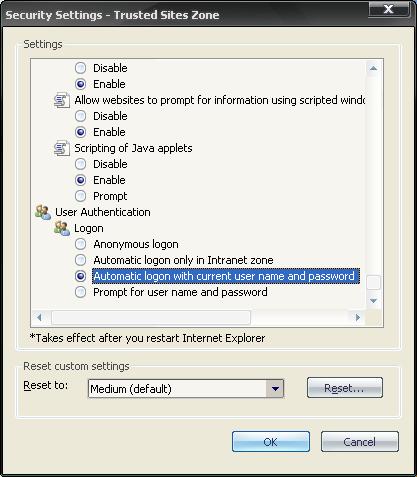 Security Settings - Trusted Sites Zone
Settings
Disable
Enable
Allow websites to prompt for information using scripted windo
Disable
Enable
Scripting of Java applets
Disable
Enable
Prompt
User Authentication
Logon
Anonymous logon
Automatic logon only in Intranet zone
Automatic logon with current user name and password
Prompt for user name and password
*Takes effect after you restart Internet Explorer
Reset custom settings
Reset to: Medium (default) Reset...
OK Cancel